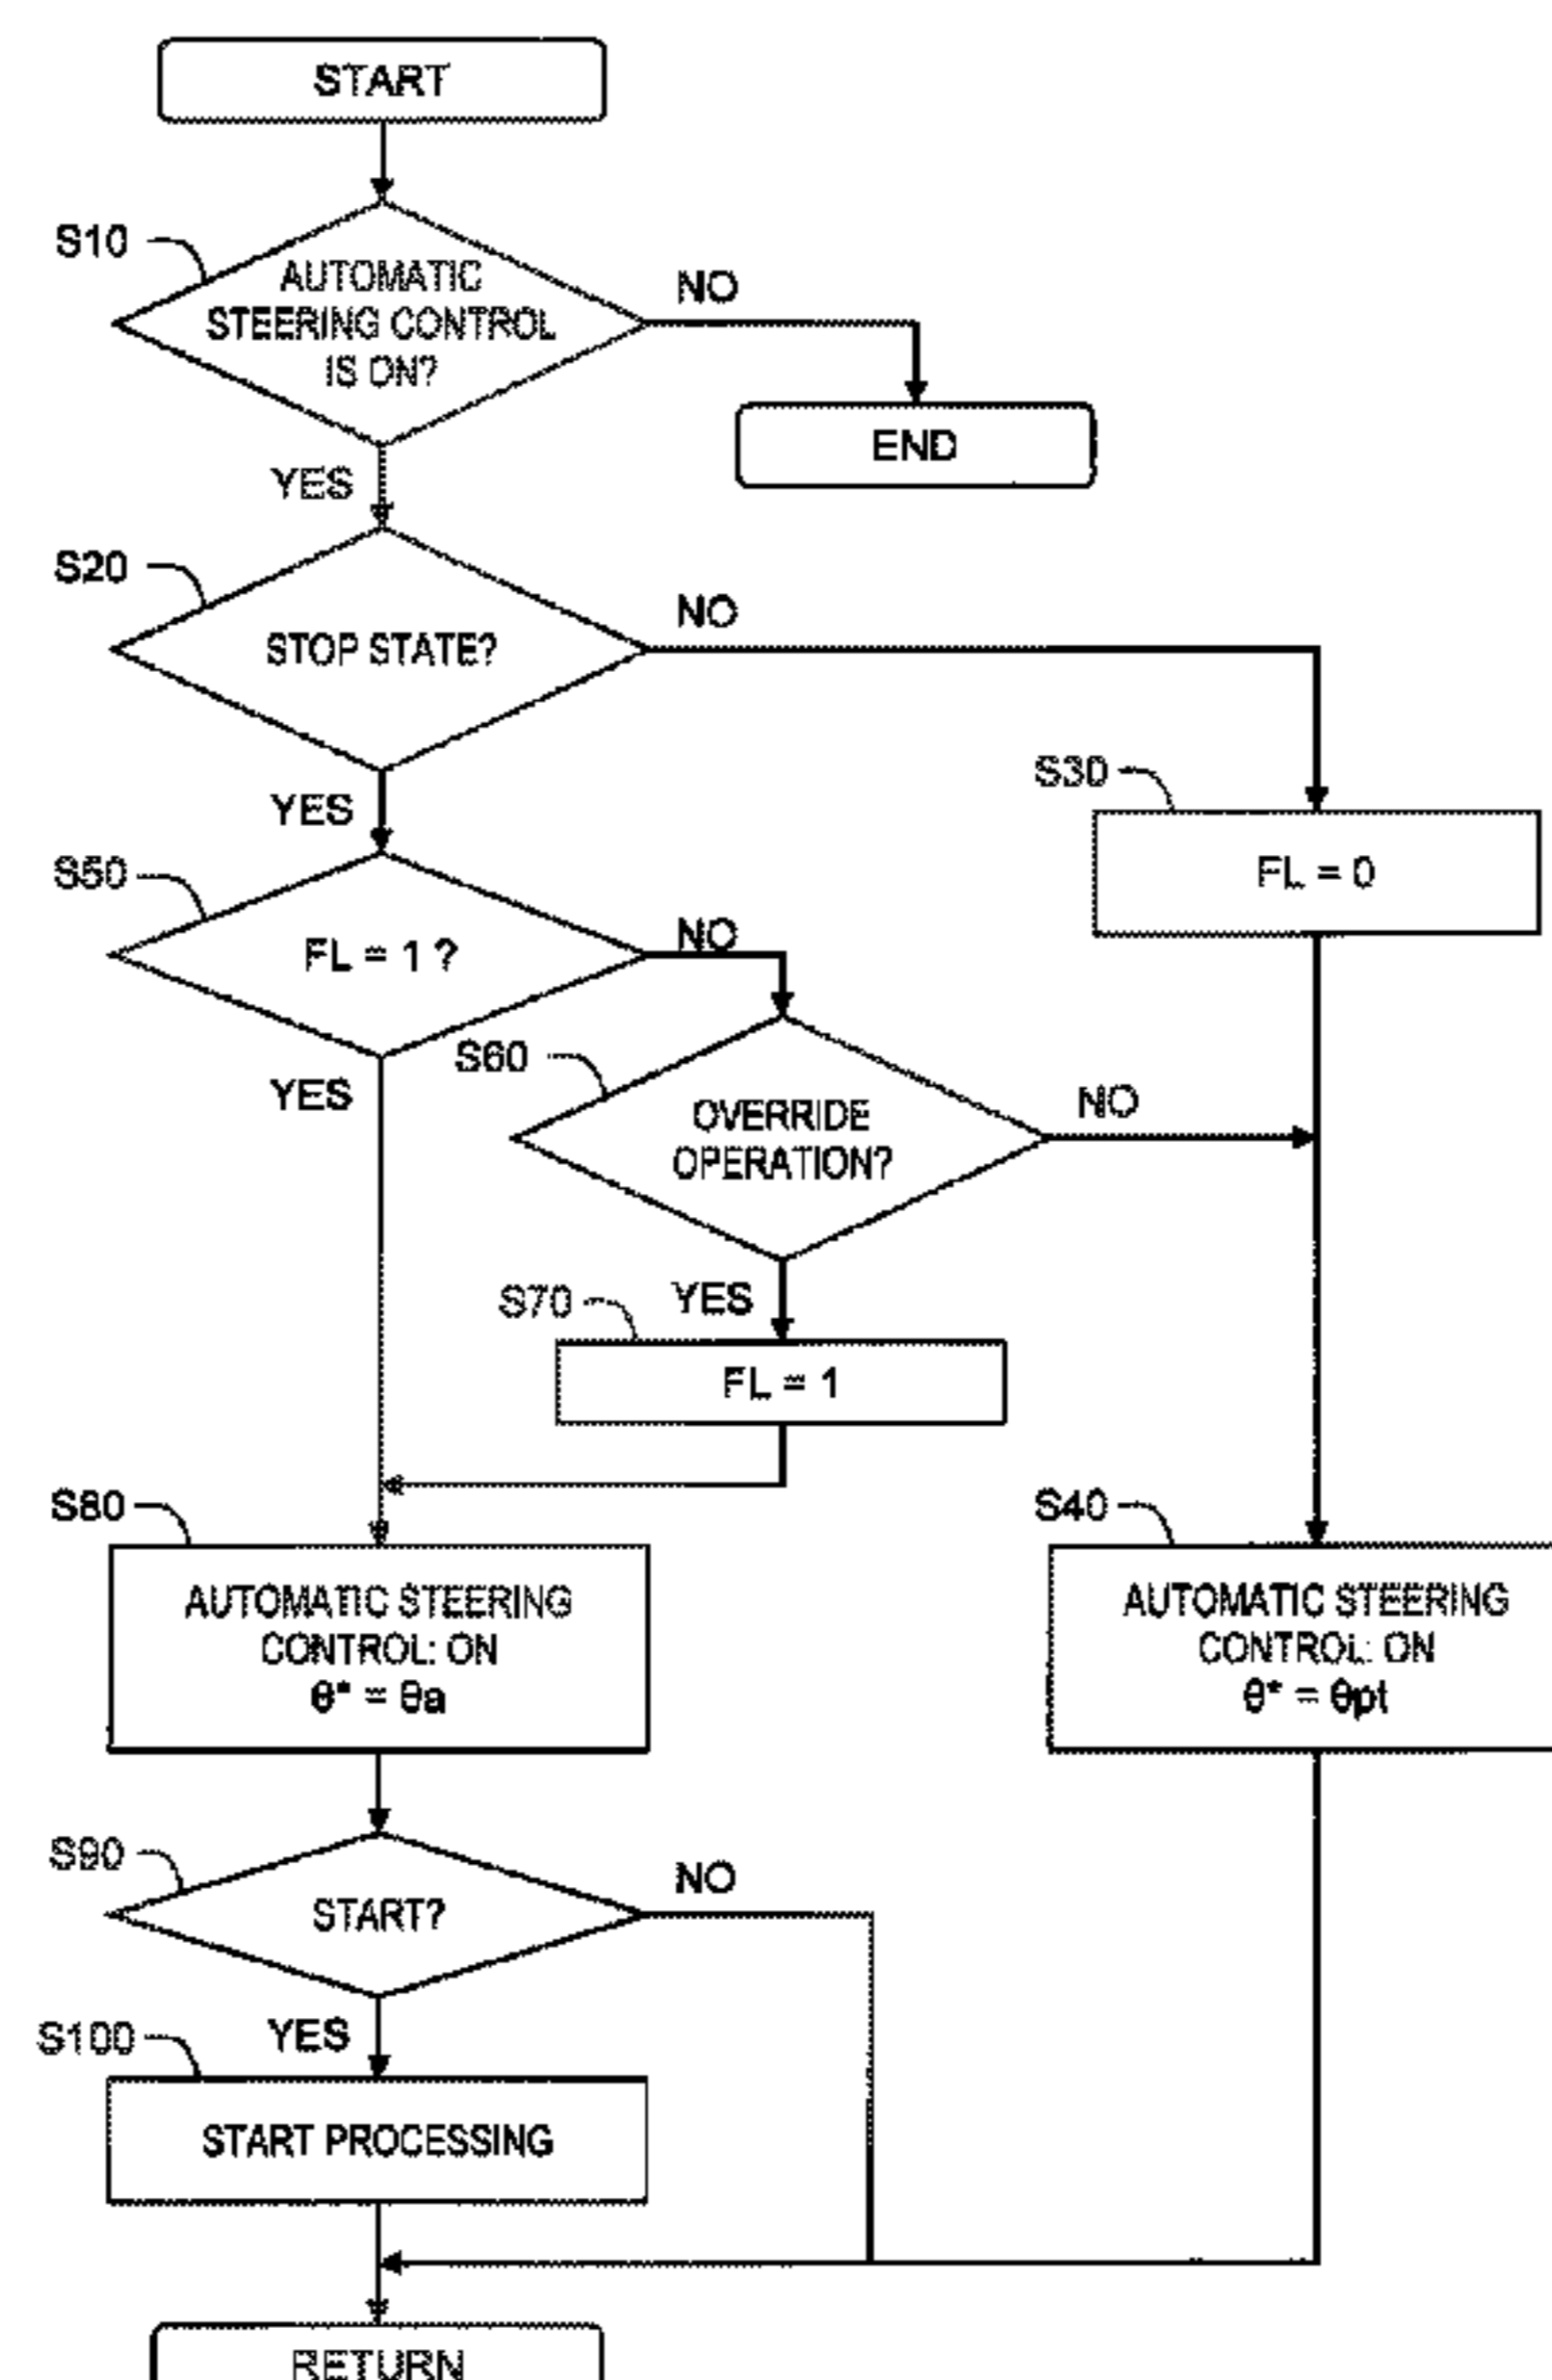 START
S10
AUTOMATIC
STEERING CONTROL
IS ON?
NO
END
YES
S20
STOP STATE?
NO
YES
S30
FL = 0
S50
FL = 1 ?
NO
YES
S60
OVERRIDE
OPERATION?
NO
YES
S70
FL = 1
S80
AUTOMATIC STEERING
CONTROL: ON
θ* = θa
S40
AUTOMATIC STEERING
CONTROL: ON
θ* = θpt
S90
START?
NO
YES
S100
START PROCESSING
RETURN